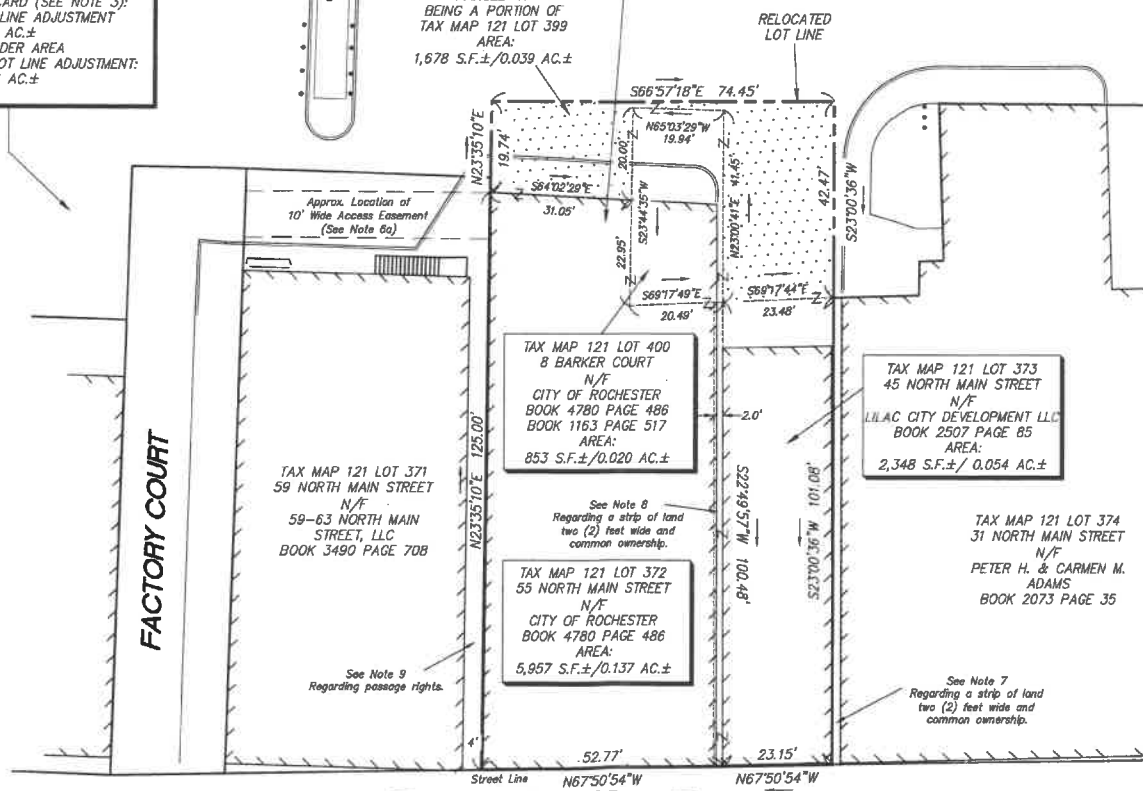 CARD (SEE NOTE 3):
LINE ADJUSTMENT
AC.±
DER AREA
OT LINE ADJUSTMENT:
AC.±
BEING A PORTION OF
TAX MAP 121 LOT 399
AREA:
1,678 S.F.±/0.039 AC.±
RELOCATED
LOT LINE
S66°57'18"E 74.45'
N65°03'29"W
19.94'
N23°35'10"E
19.74
20.00'
41.45'
42.47'
S23°00'36"W
S64°02'29"E
31.05'
S23°44'35"W
22.95'
N23°00'41"E
Approx. Location of
10' Wide Access Easement
(See Note 6a)
S69°17'49"E
20.49'
S69°17'44"E
23.48'
TAX MAP 121 LOT 400
8 BARKER COURT
N/F
CITY OF ROCHESTER
BOOK 4780 PAGE 486
BOOK 1163 PAGE 517
AREA:
853 S.F.±/0.020 AC.±
TAX MAP 121 LOT 373
45 NORTH MAIN STREET
N/F
LILAC CITY DEVELOPMENT LLC
BOOK 2507 PAGE 85
AREA:
2,348 S.F.±/ 0.054 AC.±
2.0'
FACTORY COURT
TAX MAP 121 LOT 371
59 NORTH MAIN STREET
N/F
59-63 NORTH MAIN
STREET, LLC
BOOK 3490 PAGE 708
N23°35'10"E 125.00'
See Note 8
Regarding a strip of land
two (2) feet wide and
common ownership.
S22°49'57"W 100.48'
S23°00'36"W 101.08'
TAX MAP 121 LOT 374
31 NORTH MAIN STREET
N/F
PETER H. & CARMEN M.
ADAMS
BOOK 2073 PAGE 35
TAX MAP 121 LOT 372
55 NORTH MAIN STREET
N/F
CITY OF ROCHESTER
BOOK 4780 PAGE 486
AREA:
5,957 S.F.±/0.137 AC.±
See Note 9
Regarding passage rights.
See Note 7
Regarding a strip of land
two (2) feet wide and
common ownership.
4'
52.77'
23.15'
Street Line
N67°50'54"W
N67°50'54"W